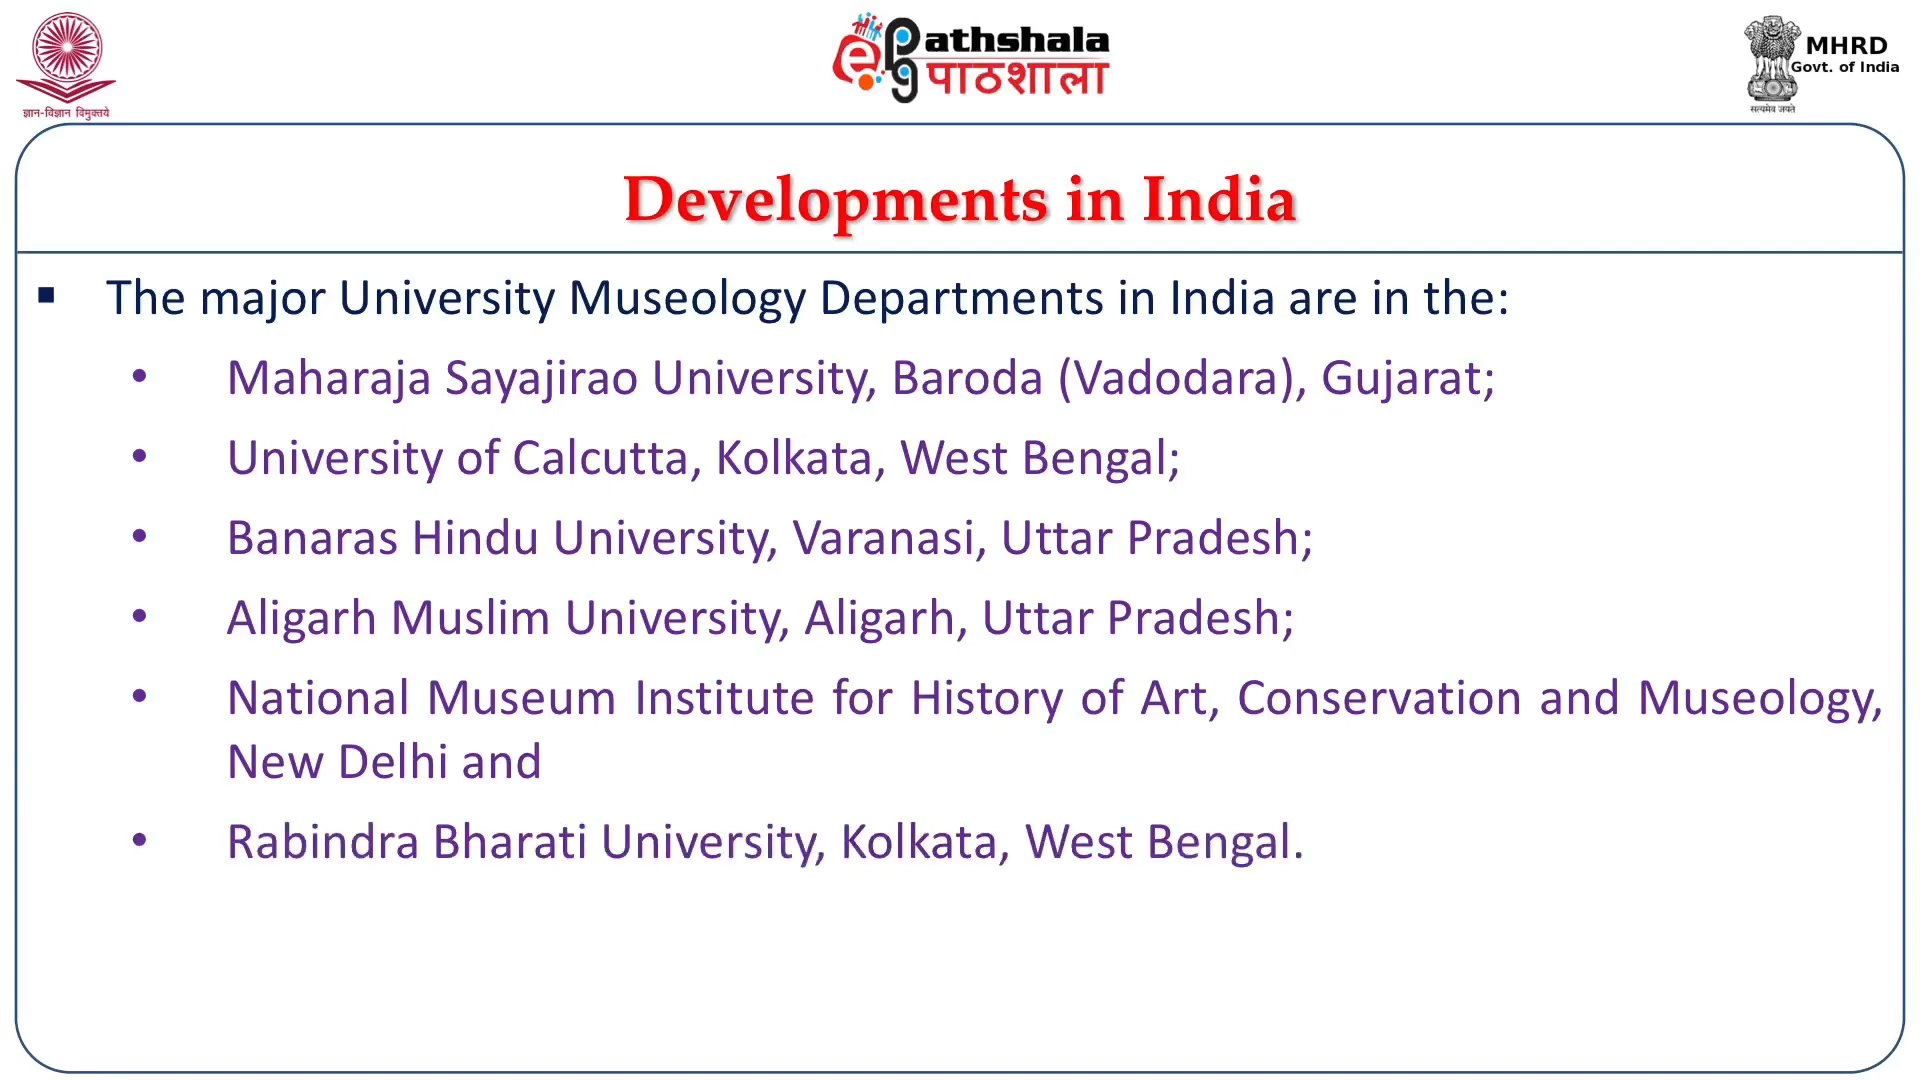 ज्ञान-विज्ञान विमुक्तये
e Pathshala
pg पाठशाला
MHRD
Govt. of India
सत्यमेव जयते
Developments in India
▪ The major University Museology Departments in India are in the:
• Maharaja Sayajirao University, Baroda (Vadodara), Gujarat;
• University of Calcutta, Kolkata, West Bengal;
• Banaras Hindu University, Varanasi, Uttar Pradesh;
• Aligarh Muslim University, Aligarh, Uttar Pradesh;
• National Museum Institute for History of Art, Conservation and Museology,
New Delhi and
• Rabindra Bharati University, Kolkata, West Bengal.